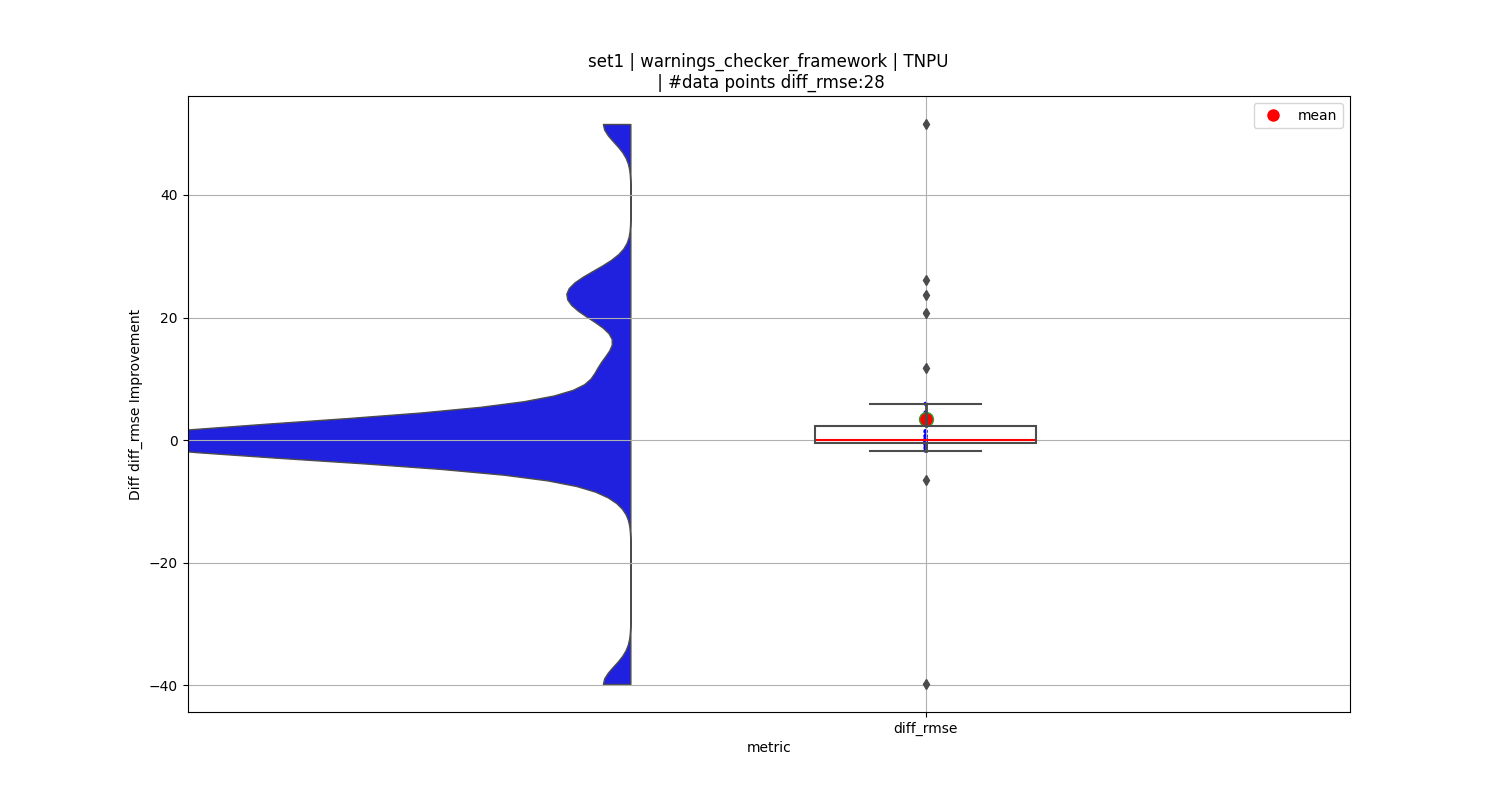 set1 | warnings_checker_framework | TNPU
| #data points diff_rmse:28
mean
40
20
0
−20
−40
Diff diff_rmse Improvement
diff_rmse
metric